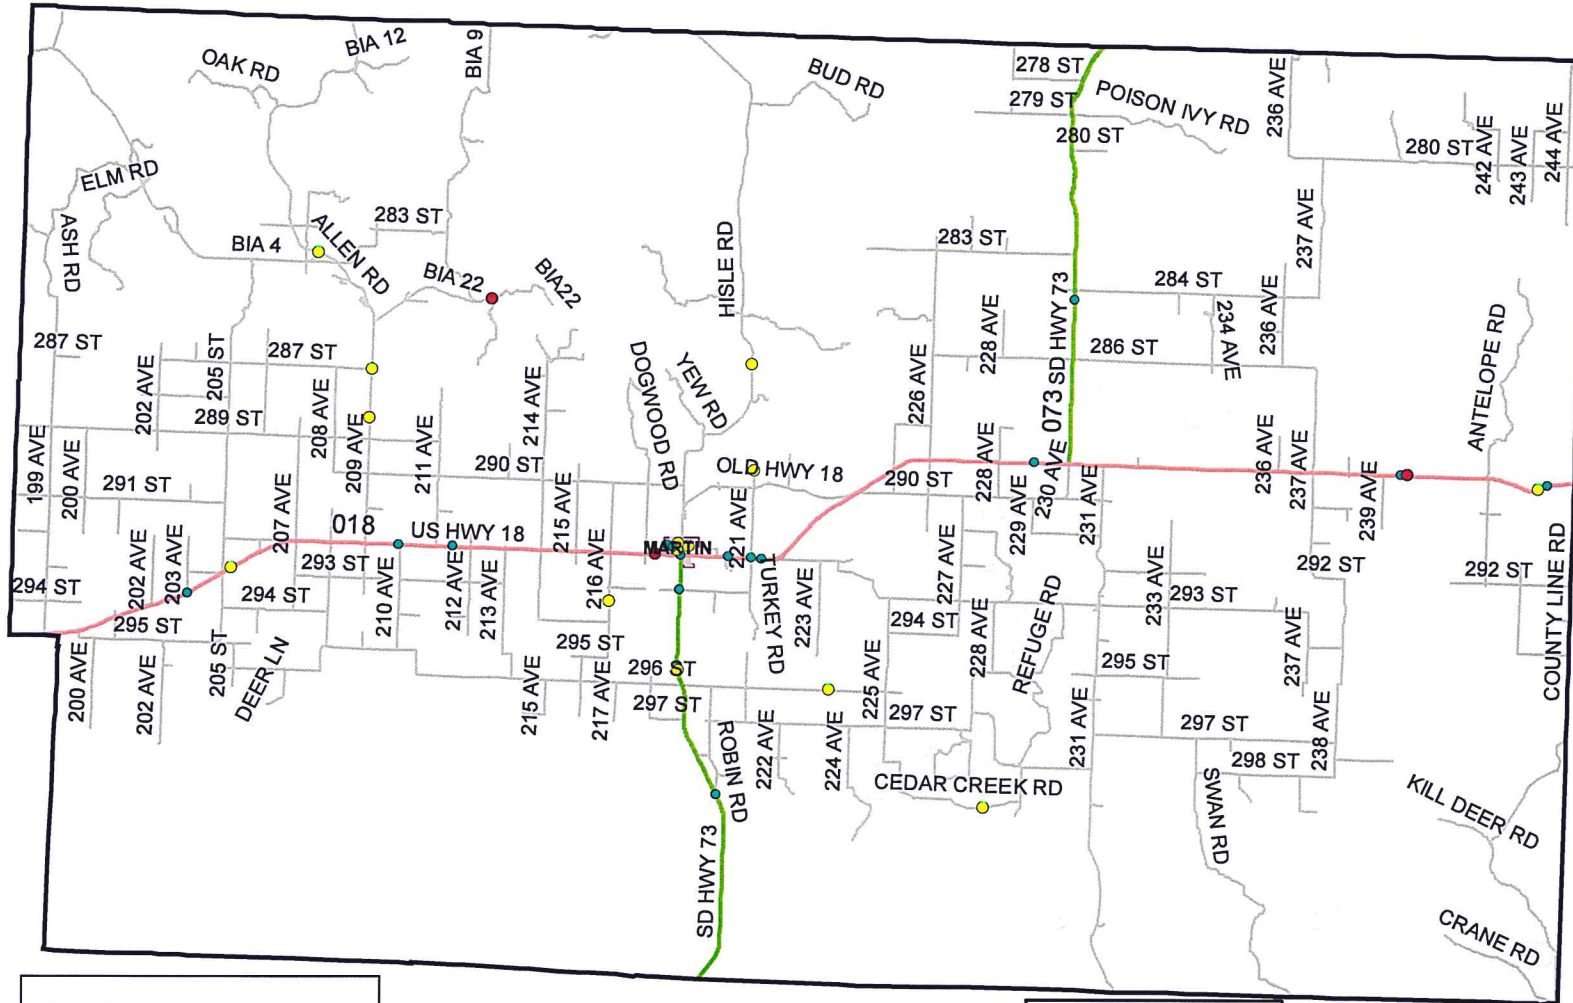 BIA 12
BIA 9
OAK RD
BUD RD
278 ST
279 ST
POISON IVY RD
280 ST
236 AVE
280 ST
242 AVE
243 AVE
244 AVE
ELM RD
ASH RD
283 ST
ALLEN RD
BIA 4
BIA 22
BIA22
HISLE RD
283 ST
237 AVE
073 SD HWY 73
284 ST
234 AVE
236 AVE
228 AVE
286 ST
287 ST
205 ST
287 ST
202 AVE
289 ST
208 AVE
209 AVE
211 AVE
214 AVE
DOGWOOD RD
YEW RD
226 AVE
ANTELOPE RD
199 AVE
200 AVE
291 ST
207 AVE
290 ST
215 AVE
OLD HWY 18
290 ST
228 AVE
229 AVE
230 AVE
231 AVE
236 AVE
237 AVE
239 AVE
018
US HWY 18
MARTIN
221 AVE
202 AVE
203 AVE
293 ST
294 ST
294 ST
210 AVE
212 AVE
213 AVE
216 AVE
TURKEY RD
223 AVE
227 AVE
294 ST
228 AVE
REFUGE RD
233 AVE
293 ST
292 ST
292 ST
COUNTY LINE RD
295 ST
200 AVE
202 AVE
205 ST
DEER LN
295 ST
296 ST
215 AVE
217 AVE
297 ST
ROBIN RD
222 AVE
224 AVE
225 AVE
297 ST
231 AVE
295 ST
237 AVE
238 AVE
297 ST
298 ST
CEDAR CREEK RD
SWAN RD
KILL DEER RD
SD HWY 73
CRANE RD